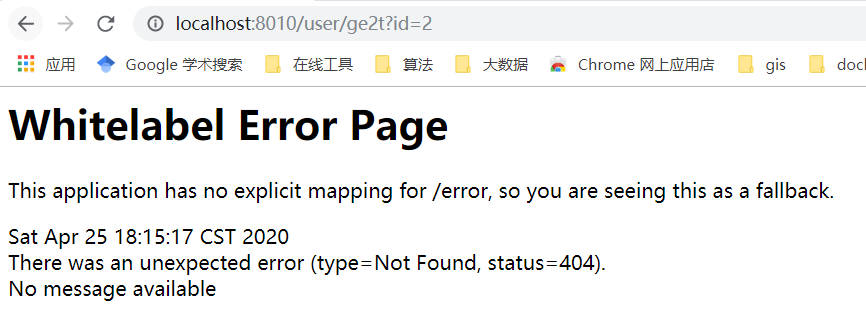 localhost:8010/user/ge2t?id=2
应用 Google 学术搜索 在线工具 算法 大数据 Chrome 网上应用店 gis doc
Whitelabel Error Page
This application has no explicit mapping for /error, so you are seeing this as a fallback.
Sat Apr 25 18:15:17 CST 2020
There was an unexpected error (type=Not Found, status=404).
No message available